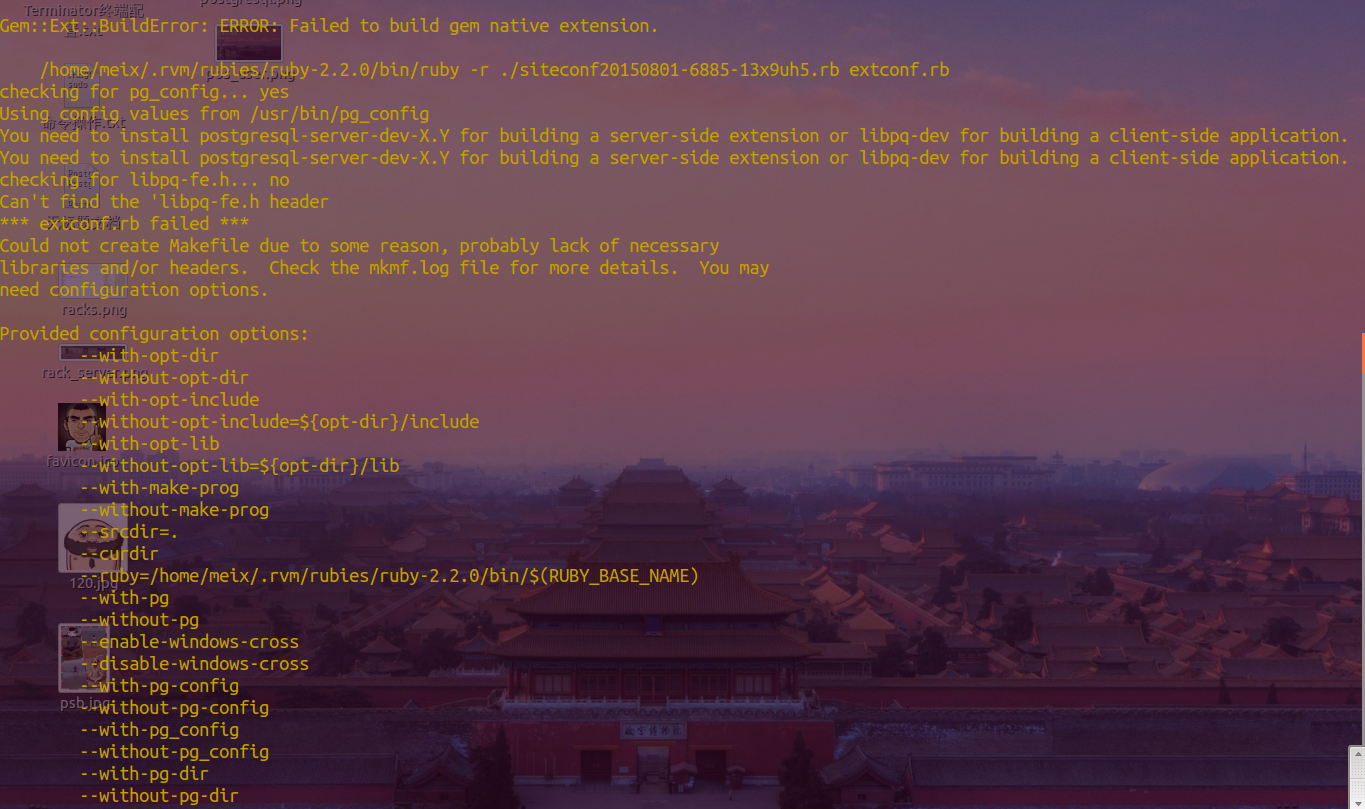 Terminator终端配
postgresql.png
Gem::Ext::BuildError: ERROR: Failed to build gem native extension.
置.txt
/home/meix/.rvm/rubies/ruby-2.2.0/bin/ruby -r ./siteconf20150801-6885-13x9uh5.rb extconf.rb
checking for pg_config... yes
Using config values from /usr/bin/pg_config
命令操作.txt
You need to install postgresql-server-dev-X.Y for building a server-side extension or libpq-dev for building a client-side application.
You need to install postgresql-server-dev-X.Y for building a server-side extension or libpq-dev for building a client-side application.
checking for libpq-fe.h... no
Can't find the 'libpq-fe.h header
*** extconf.rb failed ***
Could not create Makefile due to some reason, probably lack of necessary
libraries and/or headers.  Check the mkmf.log file for more details.  You may
need configuration options.
racks.png
Provided configuration options:
--with-opt-dir
rack_server.png
--without-opt-dir
--with-opt-include
--without-opt-include=${opt-dir}/include
--with-opt-lib
favicon.jpg
--without-opt-lib=${opt-dir}/lib
--with-make-prog
--without-make-prog
--srcdir=.
--curdir
--ruby=/home/meix/.rvm/rubies/ruby-2.2.0/bin/$(RUBY_BASE_NAME)
120.jpg
--with-pg
--without-pg
--enable-windows-cross
--disable-windows-cross
--with-pg-config
psb.jpg
--without-pg-config
--with-pg_config
--without-pg_config
--with-pg-dir
--without-pg-dir